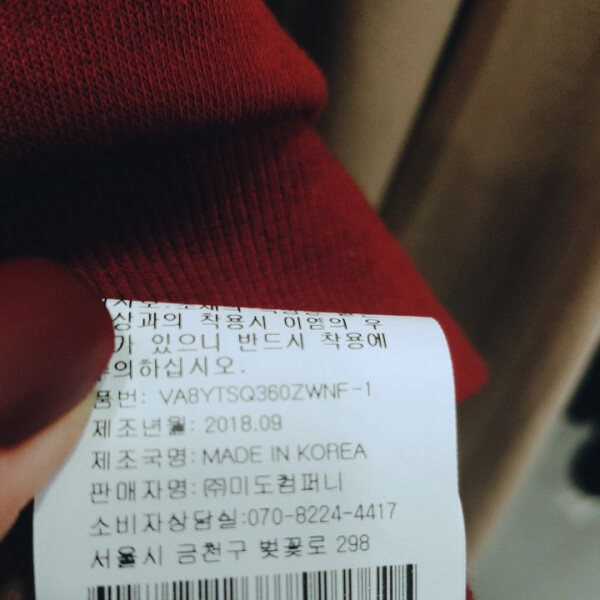 상과의 착용시 이염의 우
가 있으니 반드시 착용에
의하십시오.
품번: VA8YTSQ360ZWNF-1
제조년월: 2018.09
제조국명: MADE IN KOREA
판매자명: ㈜미도컴퍼니
소비자상담실:070-8224-4417
서울시 금천구 벚꽃로 298